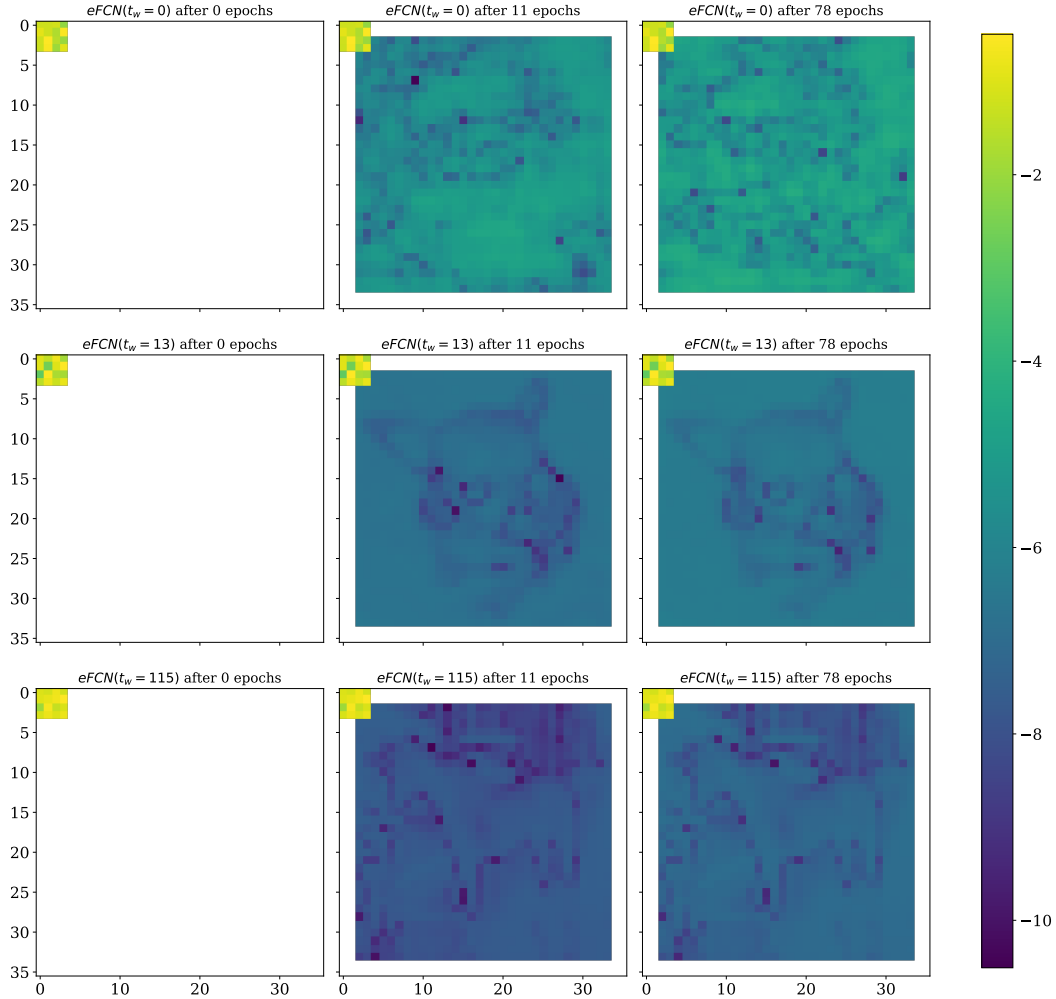 eFCN(t_w = 0) after 0 epochs
eFCN(t_w = 0) after 11 epochs
eFCN(t_w = 0) after 78 epochs
0
5
10
15
20
25
30
35
−2
−4
−6
−8
−10
eFCN(t_w = 13) after 0 epochs
eFCN(t_w = 13) after 11 epochs
eFCN(t_w = 13) after 78 epochs
0
5
10
15
20
25
30
35
eFCN(t_w = 115) after 0 epochs
eFCN(t_w = 115) after 11 epochs
eFCN(t_w = 115) after 78 epochs
0
5
10
15
20
25
30
35
0 10 20 30
0 10 20 30
0 10 20 30